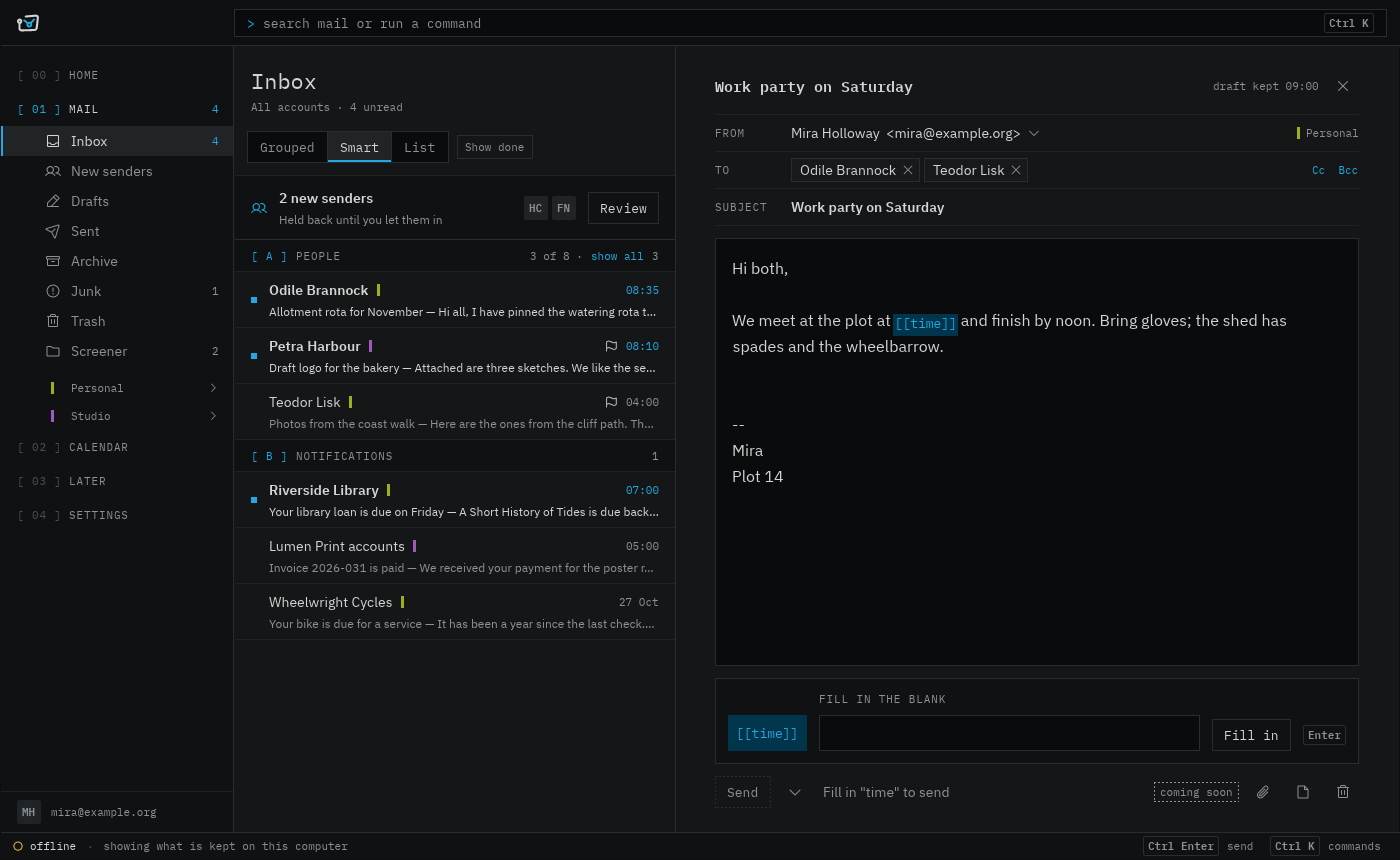 > search mail or run a command Ctrl K
[ 00 ] HOME
[ 01 ] MAIL 4
Inbox 4
New senders
Drafts
Sent
Archive
Junk 1
Trash
Screener 2
Personal
Studio
[ 02 ] CALENDAR
[ 03 ] LATER
[ 04 ] SETTINGS
MH mira@example.org
Inbox
All accounts · 4 unread
Grouped Smart List Show done
2 new senders
Held back until you let them in
HC FN Review
[ A ] PEOPLE 3 of 8 · show all 3
Odile Brannock 08:35
Allotment rota for November — Hi all, I have pinned the watering rota t…
Petra Harbour 08:10
Draft logo for the bakery — Attached are three sketches. We like the se…
Teodor Lisk 04:00
Photos from the coast walk — Here are the ones from the cliff path. Th…
[ B ] NOTIFICATIONS 1
Riverside Library 07:00
Your library loan is due on Friday — A Short History of Tides is due back…
Lumen Print accounts 05:00
Invoice 2026-031 is paid — We received your payment for the poster r…
Wheelwright Cycles 27 Oct
Your bike is due for a service — It has been a year since the last check.…
Work party on Saturday draft kept 09:00
FROM Mira Holloway <mira@example.org> Personal
TO Odile Brannock Teodor Lisk Cc Bcc
SUBJECT Work party on Saturday
Hi both,
We meet at the plot at [[time]] and finish by noon. Bring gloves; the shed has
spades and the wheelbarrow.
--
Mira
Plot 14
FILL IN THE BLANK
[[time]] Fill in Enter
Send Fill in "time" to send coming soon
offline · showing what is kept on this computer Ctrl Enter send Ctrl K commands